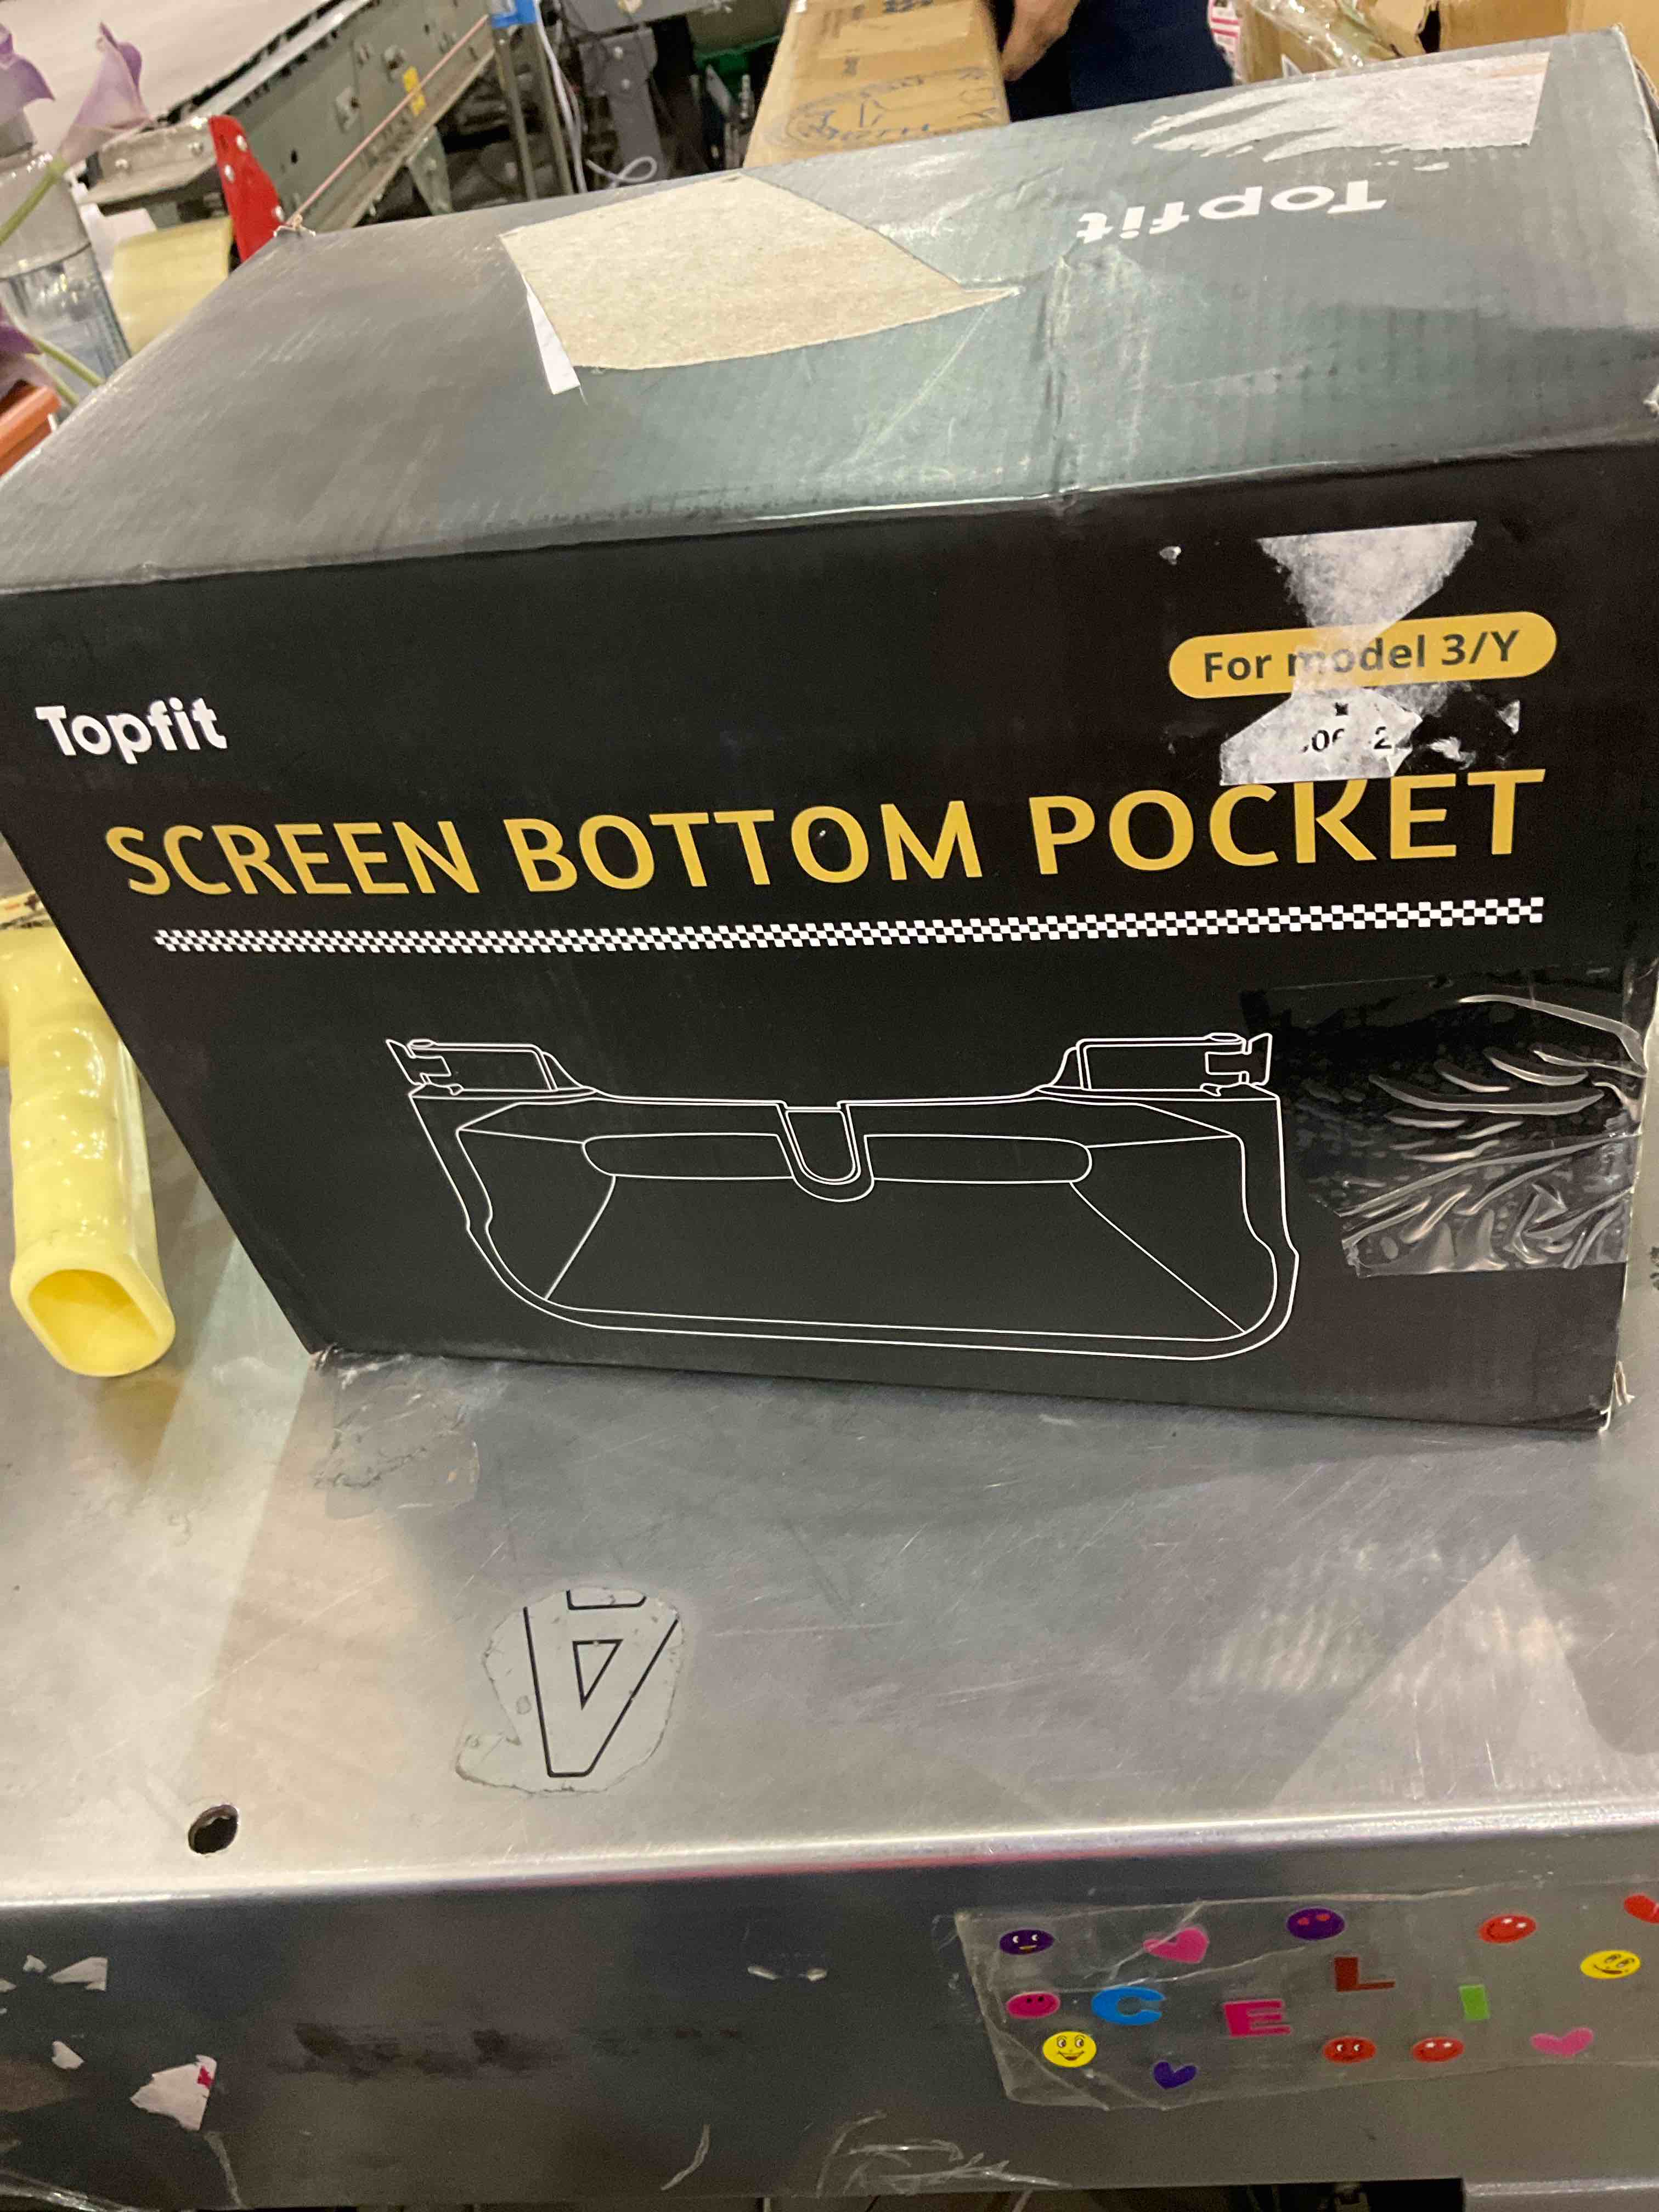 Topfit
For model 3/Y
Topfit
SCREEN BOTTOM POCKET
C E L I